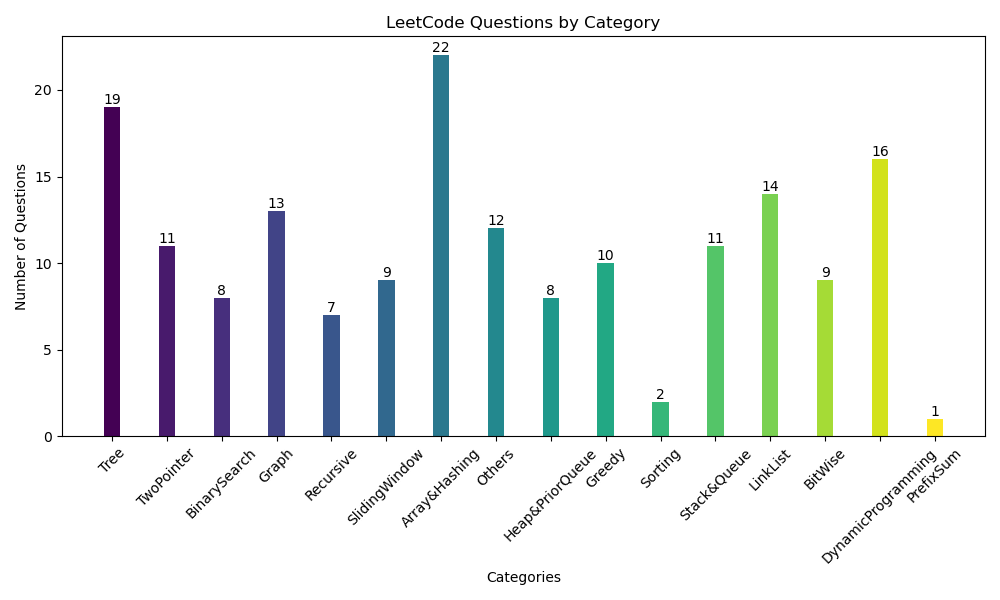 LeetCode Questions by Category
Number of Questions
20
15
10
5
0
19
11
8
13
7
9
22
12
8
10
2
11
14
9
16
1
Tree
TwoPointer
BinarySearch
Graph
Recursive
SlidingWindow
Array&Hashing
Others
Heap&PriorQueue
Greedy
Sorting
Stack&Queue
LinkList
BitWise
DynamicProgramming
PrefixSum
Categories